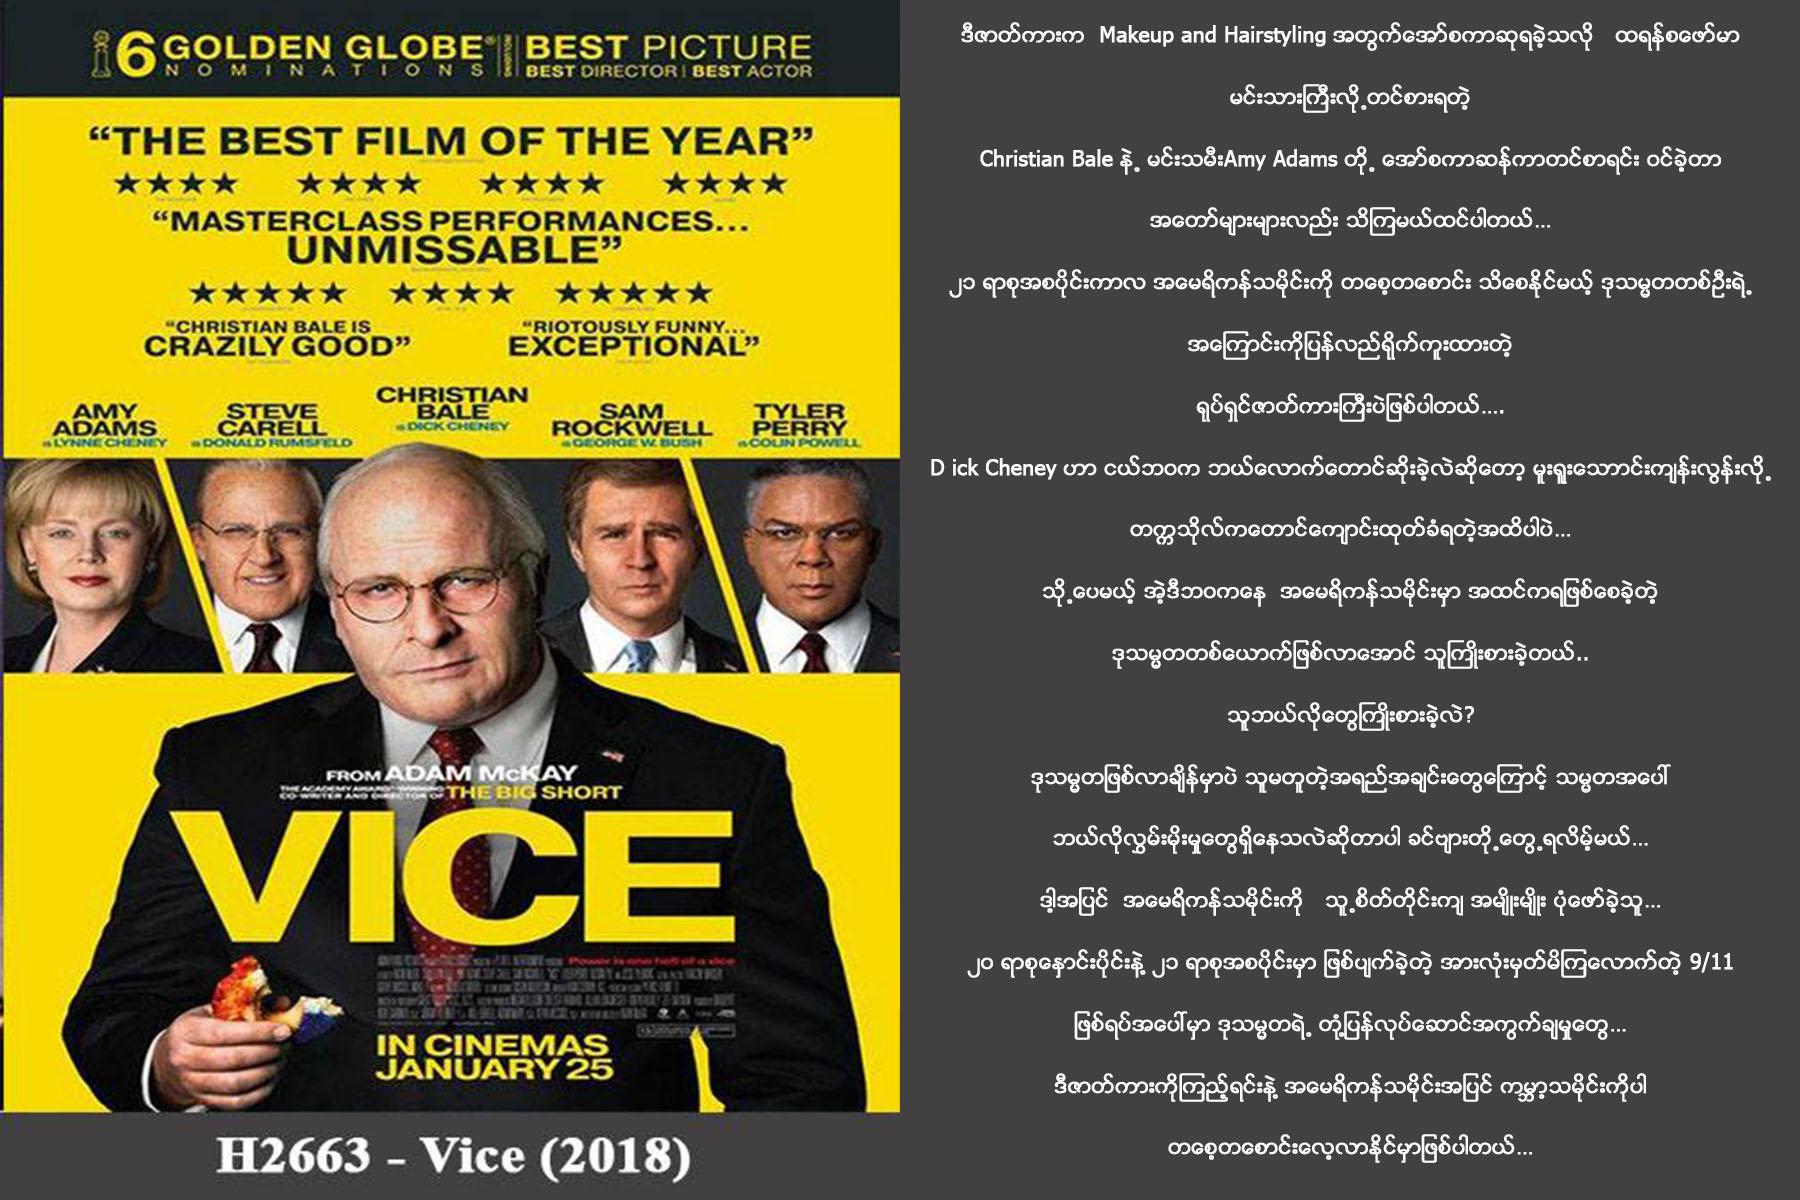 6 GOLDEN GLOBE® NOMINATIONS
BEST PICTURE
BEST DIRECTOR | BEST ACTOR
“THE BEST FILM OF THE YEAR”
★★★★ ★★★★ ★★★★ ★★★★
“MASTERCLASS PERFORMANCES...
UNMISSABLE”
★★★★★ ★★★★ ★★★★★
“CHRISTIAN BALE IS
CRAZILY GOOD”
“RIOTOUSLY FUNNY...
EXCEPTIONAL”
AMY
ADAMS
IS LYNNE CHENEY
STEVE
CARELL
IS DONALD RUMSFELD
CHRISTIAN
BALE
IS DICK CHENEY
SAM
ROCKWELL
IS GEORGE W. BUSH
TYLER
PERRY
IS COLIN POWELL
FROM ADAM McKAY
THE ACADEMY AWARD® WINNING
CO-WRITER AND DIRECTOR OF THE BIG SHORT
VICE
Power is one hell of a vice
IN CINEMAS
JANUARY 25
H2663 - Vice (2018)
ဒီဇာတ်ကားက Makeup and Hairstyling အတွက်အော်စကာဆုရခဲ့သလို ထရန်စဖော်မာ
မင်းသားကြီးလို့တင်စားရတဲ့
Christian Bale နဲ့ မင်းသမီးAmy Adams တို့ အော်စကာဆန်ကာတင်စာရင်း ဝင်ခဲ့တာ
အတော်များများလည်း သိကြမယ်ထင်ပါတယ်...
၂၁ ရာစုအစပိုင်းကာလ အမေရိကန်သမိုင်းကို တစေ့တစောင်း သိစေနိုင်မယ့် ဒုသမ္မတတစ်ဦးရဲ့
အကြောင်းကိုပြန်လည်ရိုက်ကူးထားတဲ့
ရုပ်ရှင်ဇာတ်ကားကြီးပဲဖြစ်ပါတယ်....
D ick Cheney ဟာ ငယ်ဘဝက ဘယ်လောက်တောင်ဆိုးခဲ့လဲဆိုတော့ မူးရူးသောာင်းကျန်းလွန်းလို့
တက္ကသိုလ်ကတောင်ကျောင်းထုတ်ခံရတဲ့အထိပါပဲ...
သို့ပေမယ့် အဲ့ဒီဘဝကနေ အမေရိကန်သမိုင်းမှာ အထင်ကရဖြစ်စေခဲ့တဲ့
ဒုသမ္မတတစ်ယောက်ဖြစ်လာအောင် သူကြိုးစားခဲ့တယ်..
သူဘယ်လိုတွေကြိုးစားခဲ့လဲ?
ဒုသမ္မတဖြစ်လာချိန်မှာပဲ သူမတူတဲ့အရည်အချင်းတွေကြောင့် သမ္မတအပေါ်
ဘယ်လိုလွှမ်းမိုးမှုတွေရှိနေသလဲဆိုတာပါ ခင်ဗျားတို့တွေ့ရလိမ့်မယ်...
ဒါ့အပြင် အမေရိကန်သမိုင်းကို သူ့စိတ်တိုင်းကျ အမျိုးမျိုး ပုံဖော်ခဲ့သူ...
၂၀ ရာစုနှောင်းပိုင်းနဲ့ ၂၁ ရာစုအစပိုင်းမှာ ဖြစ်ပျက်ခဲ့တဲ့ အားလုံးမှတ်မိကြလောက်တဲ့ 9/11
ဖြစ်ရပ်အပေါ်မှာ ဒုသမ္မတရဲ့ တုံ့ပြန်လုပ်ဆောင်အကွက်ချမှုတွေ...
ဒီဇာတ်ကားကိုကြည့်ရင်းနဲ့ အမေရိကန်သမိုင်းအပြင် ကမ္ဘာ့သမိုင်းကိုပါ
တစေ့တစောင်းလေ့လာနိုင်မှာဖြစ်ပါတယ်...